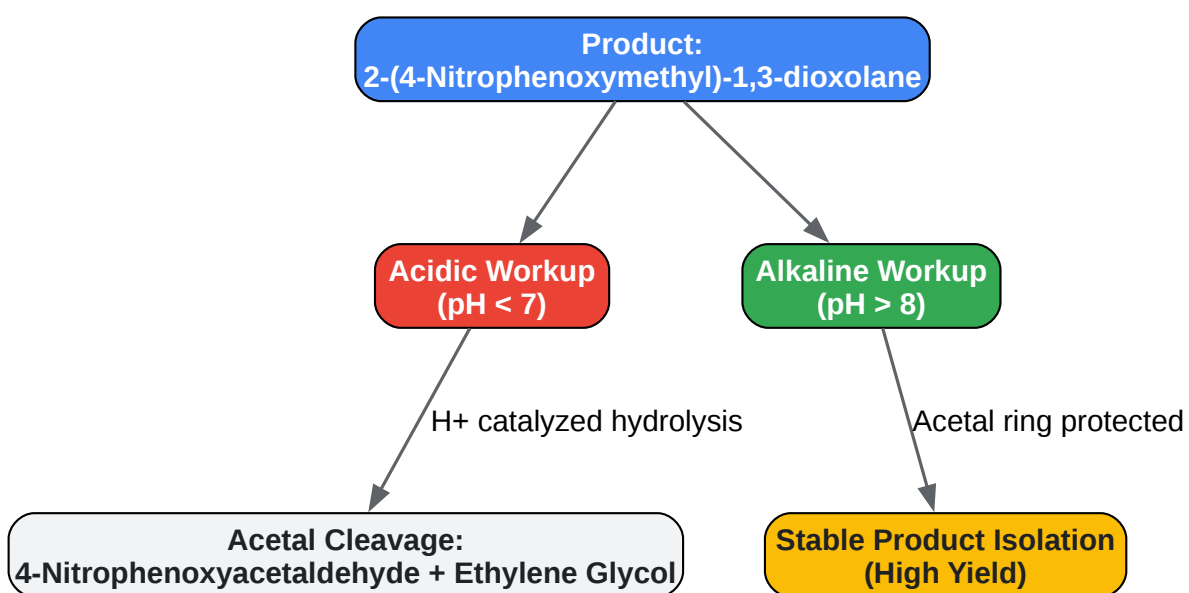 Product:
2-(4-Nitrophenoxymethyl)-1,3-dioxolane
Acidic Workup
(pH < 7)
Alkaline Workup
(pH > 8)
H+ catalyzed hydrolysis
Acetal ring protected
Acetal Cleavage:
4-Nitrophenoxyacetaldehyde + Ethylene Glycol
Stable Product Isolation
(High Yield)